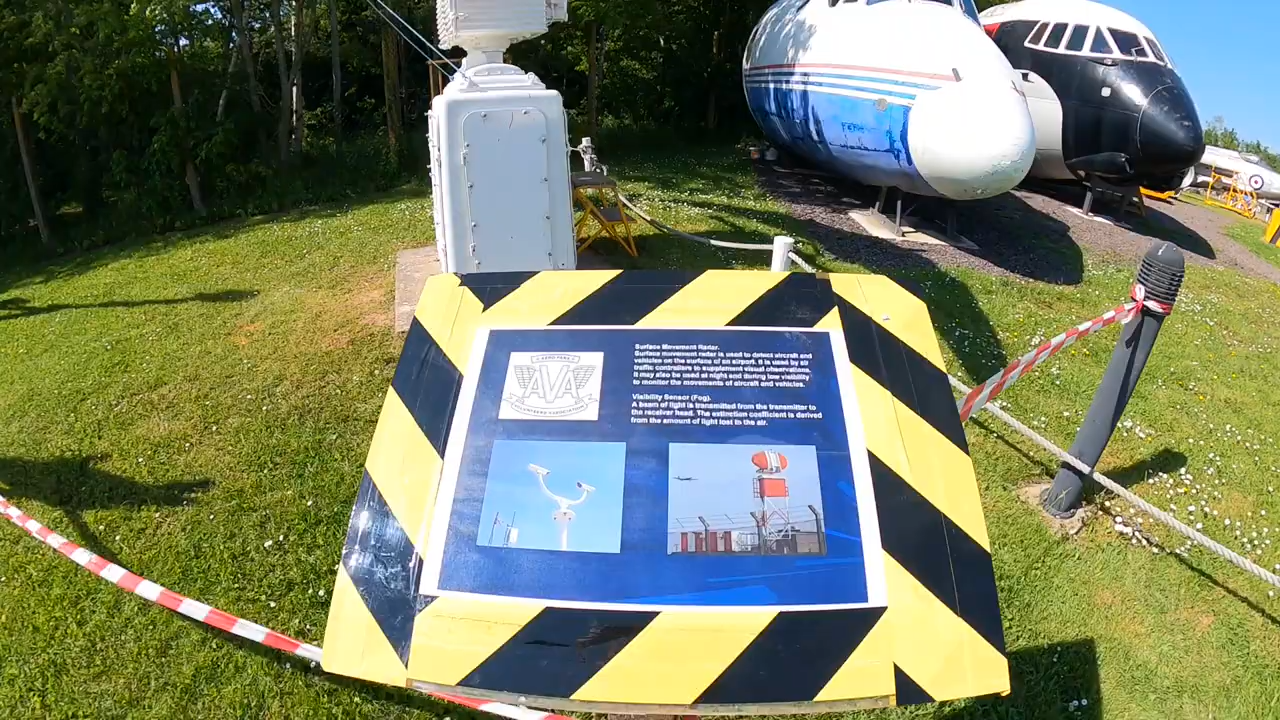 AERO PARK
AVA
VOLUNTEERS ASSOCIATION
Surface Movement Radar.
Surface movement radar is used to detect aircraft and
vehicles on the surface of an airport. It is used by air
traffic controllers to supplement visual observations.
It may also be used at night and during low visibility
to monitor the movements of aircraft and vehicles.
Visibility Sensor (Fog).
A beam of light is transmitted from the transmitter to
the receiver head. The extinction coefficient is derived
from the amount of light lost in the air.